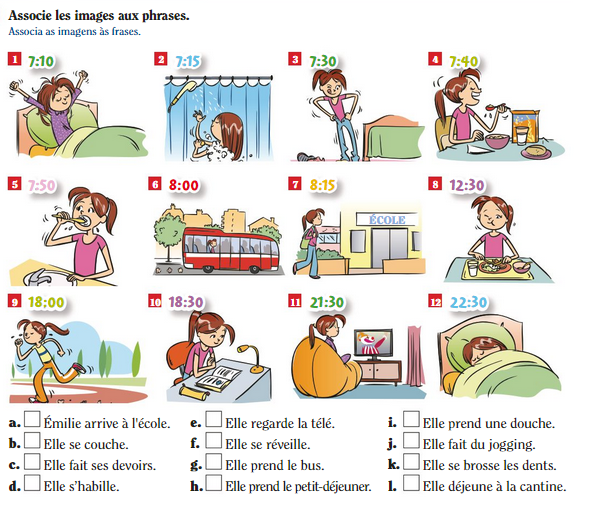 Associe les images aux phrases.
Associa as imagens às frases.
1 7:10
2 7:15
3 7:30
4 7:40
5 7:50
6 8:00
7 8:15
ÉCOLE
8 12:30
9 18:00
10 18:30
11 21:30
12 22:30
a. Émilie arrive à l'école.
b. Elle se couche.
c. Elle fait ses devoirs.
d. Elle s'habille.
e. Elle regarde la télé.
f. Elle se réveille.
g. Elle prend le bus.
h. Elle prend le petit-déjeuner.
i. Elle prend une douche.
j. Elle fait du jogging.
k. Elle se brosse les dents.
l. Elle déjeune à la cantine.